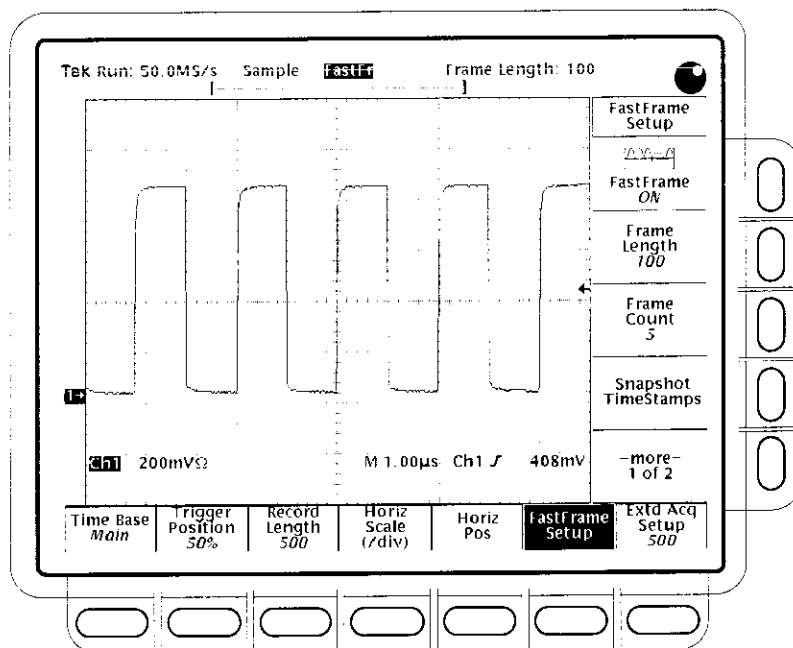 Tek Run: 50.0MS/s Sample FastFr Frame Length: 100
FastFrame
Setup
FastFrame
ON
Frame
Length
100
Frame
Count
5
Snapshot
TimeStamps
-more-
1 of 2
1→
Ch1 200mVΩ M 1.00µs Ch1 ƒ 408mV
Time Base
Main
Trigger
Position
50%
Record
Length
500
Horiz
Scale
(/div)
Horiz
Pos
FastFrame
Setup
Extd Acq
Setup
500